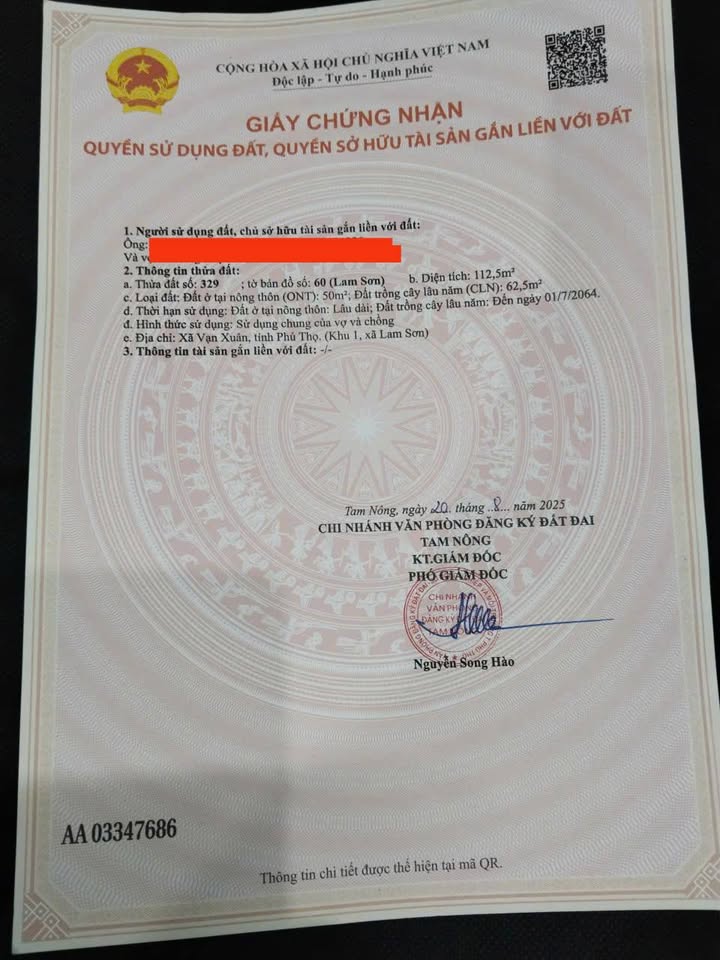 CỘNG HÒA XÃ HỘI CHỦ NGHĨA VIỆT NAM
Độc lập - Tự do - Hạnh phúc
GIẤY CHỨNG NHẬN
QUYỀN SỬ DỤNG ĐẤT, QUYỀN SỞ HỮU TÀI SẢN GẮN LIỀN VỚI ĐẤT
1. Người sử dụng đất, chủ sở hữu tài sản gắn liền với đất:
Ông:
Và vợ
2. Thông tin thửa đất:
a. Thửa đất số: 329 ; tờ bản đồ số: 60 (Lam Sơn) b. Diện tích: 112,5m²
c. Loại đất: Đất ở tại nông thôn (ONT): 50m²; Đất trồng cây lâu năm (CLN): 62,5m²
d. Thời hạn sử dụng: Đất ở tại nông thôn: Lâu dài; Đất trồng cây lâu năm: Đến ngày 01/7/2064.
đ. Hình thức sử dụng: Sử dụng chung của vợ và chồng
e. Địa chỉ: Xã Vạn Xuân, tỉnh Phú Thọ. (Khu 1, xã Lam Sơn)
3. Thông tin tài sản gắn liền với đất: -/-
Tam Nông, ngày 20. tháng ..8... năm 2025
CHI NHÁNH VĂN PHÒNG ĐĂNG KÝ ĐẤT ĐAI
TAM NÔNG
KT.GIÁM ĐỐC
PHÓ GIÁM ĐỐC
CHI NHÁNH
VĂN PHÒNG
ĐĂNG KÝ
Nguyễn Song Hào
AA 03347686
Thông tin chi tiết được thể hiện tại mã QR.